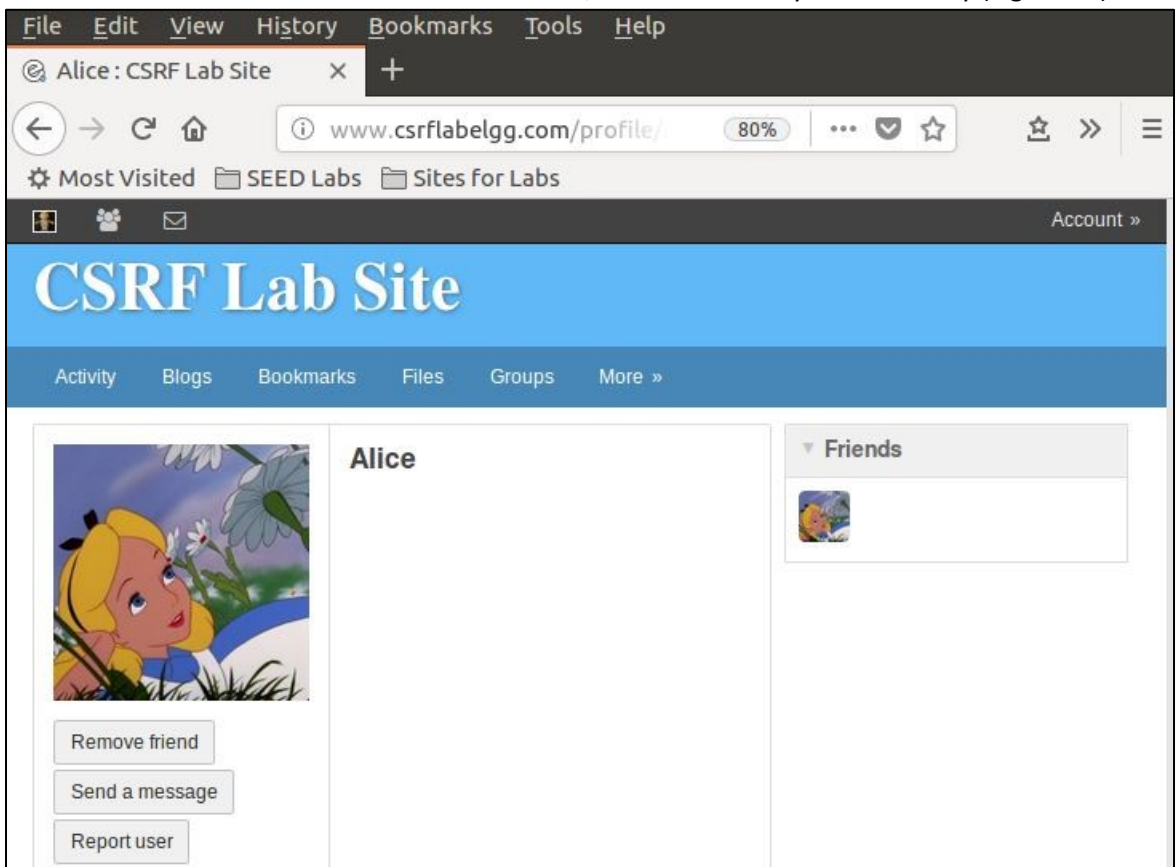 File Edit View History Bookmarks Tools Help
Alice : CSRF Lab Site × +
www.csrflabelgg.com/profile/ 80%
Most Visited SEED Labs Sites for Labs
Account »
CSRF Lab Site
Activity Blogs Bookmarks Files Groups More »
Alice
Friends
Remove friend
Send a message
Report user